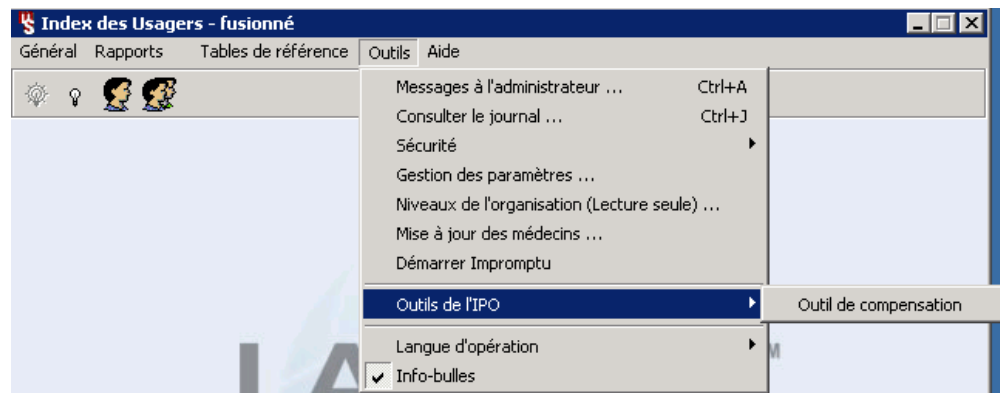 Index des Usagers - fusionné
Général Rapports Tables de référence Outils Aide
Messages à l'administrateur ... Ctrl+A
Consulter le journal ... Ctrl+J
Sécurité
Gestion des paramètres ...
Niveaux de l'organisation (Lecture seule) ...
Mise à jour des médecins ...
Démarrer Impromptu
Outils de l'IPO
Outil de compensation
Langue d'opération
Info-bulles